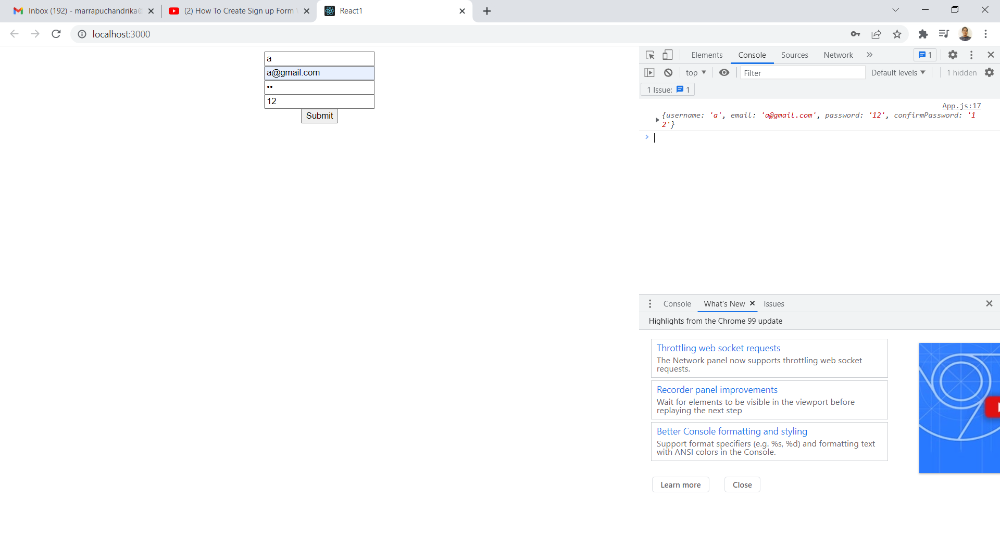 Inbox (192) - marrapuchandrika@
(2) How To Create Sign up Form
React1
localhost:3000
a
a@gmail.com
••
12
Submit
Elements Console Sources Network » 1
top ▼ Filter Default levels ▼ 1 hidden
1 Issue: 1
App.js:17
{username: 'a', email: 'a@gmail.com', password: '12', confirmPassword: '1
2'}
>
Console What's New Issues
Highlights from the Chrome 99 update
Throttling web socket requests
The Network panel now supports throttling web socket
requests.
Recorder panel improvements
Wait for elements to be visible in the viewport before
replaying the next step
Better Console formatting and styling
Support format specifiers (e.g. %s, %d) and formatting text
with ANSI colors in the Console.
Learn more Close